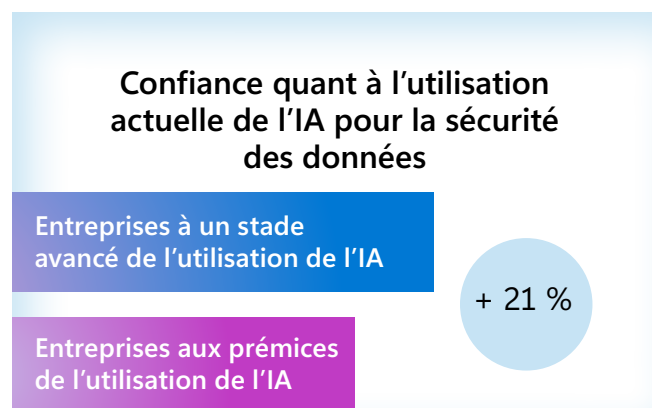 Confiance quant à l’utilisation
actuelle de l’IA pour la sécurité
des données
Entreprises à un stade
avancé de l’utilisation de l’IA
+ 21 %
Entreprises aux prémices
de l’utilisation de l’IA